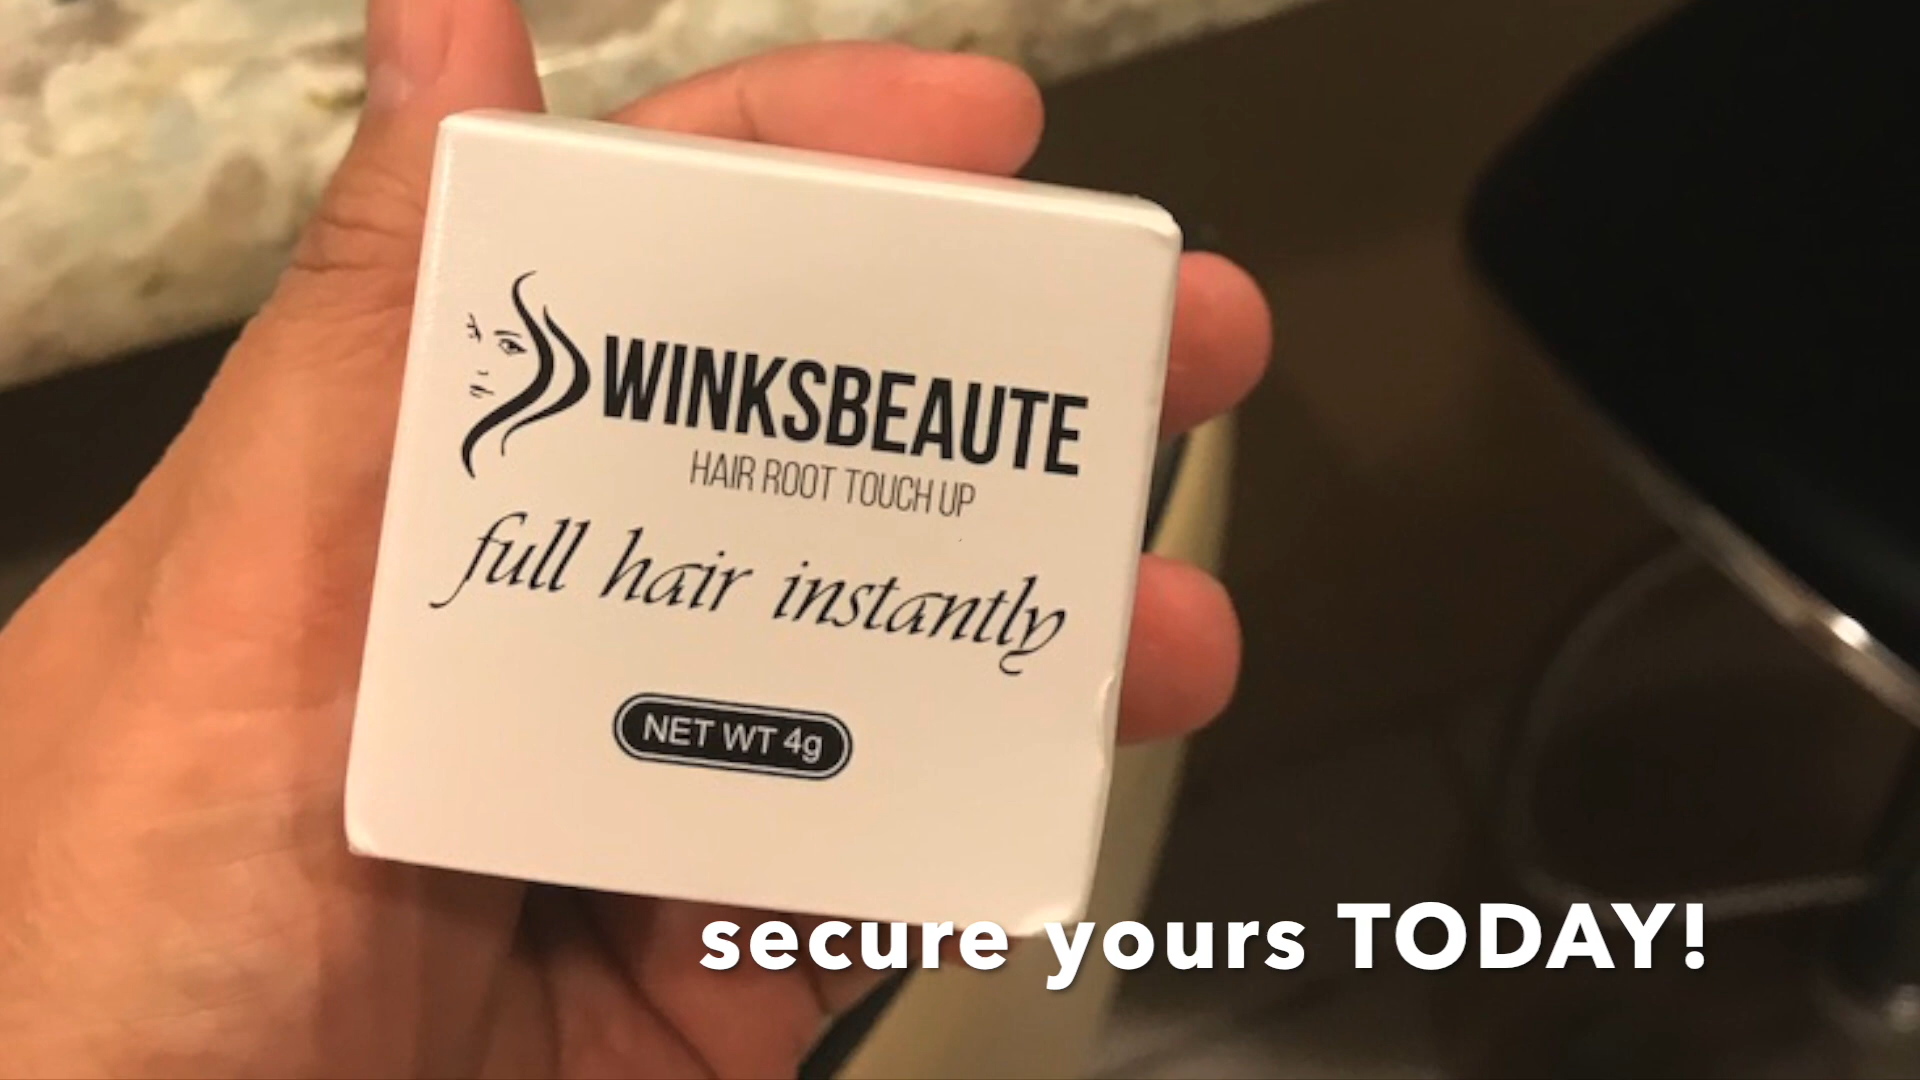 WINKSBEAUTE
HAIR ROOT TOUCH UP
full hair instantly
NET WT 4g
secure yours TODAY!